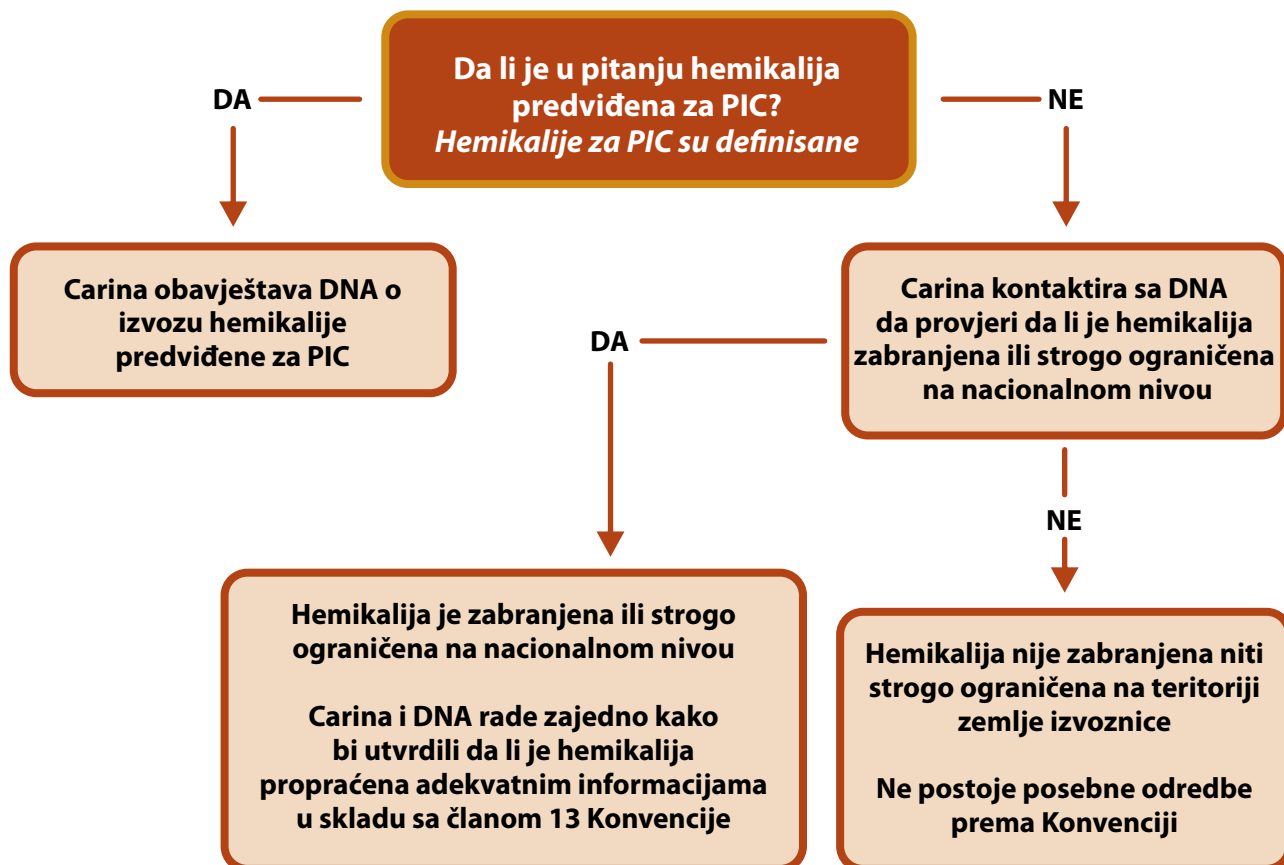 Da li je u pitanju hemikalija
predviđena za PIC?
Hemikalije za PIC su definisane
DA
NE
Carina obavještava DNA o
izvozu hemikalije
predviđene za PIC
Carina kontaktira sa DNA
da provjeri da li je hemikalija
zabranjena ili strogo ograničena
na nacionalnom nivou
DA
NE
Hemikalija je zabranjena ili strogo
ograničena na nacionalnom nivou
Carina i DNA rade zajedno kako
bi utvrdili da li je hemikalija
propraćena adekvatnim informacijama
u skladu sa članom 13 Konvencije
Hemikalija nije zabranjena niti
strogo ograničena na teritoriji
zemlje izvoznice
Ne postoje posebne odredbe
prema Konvenciji